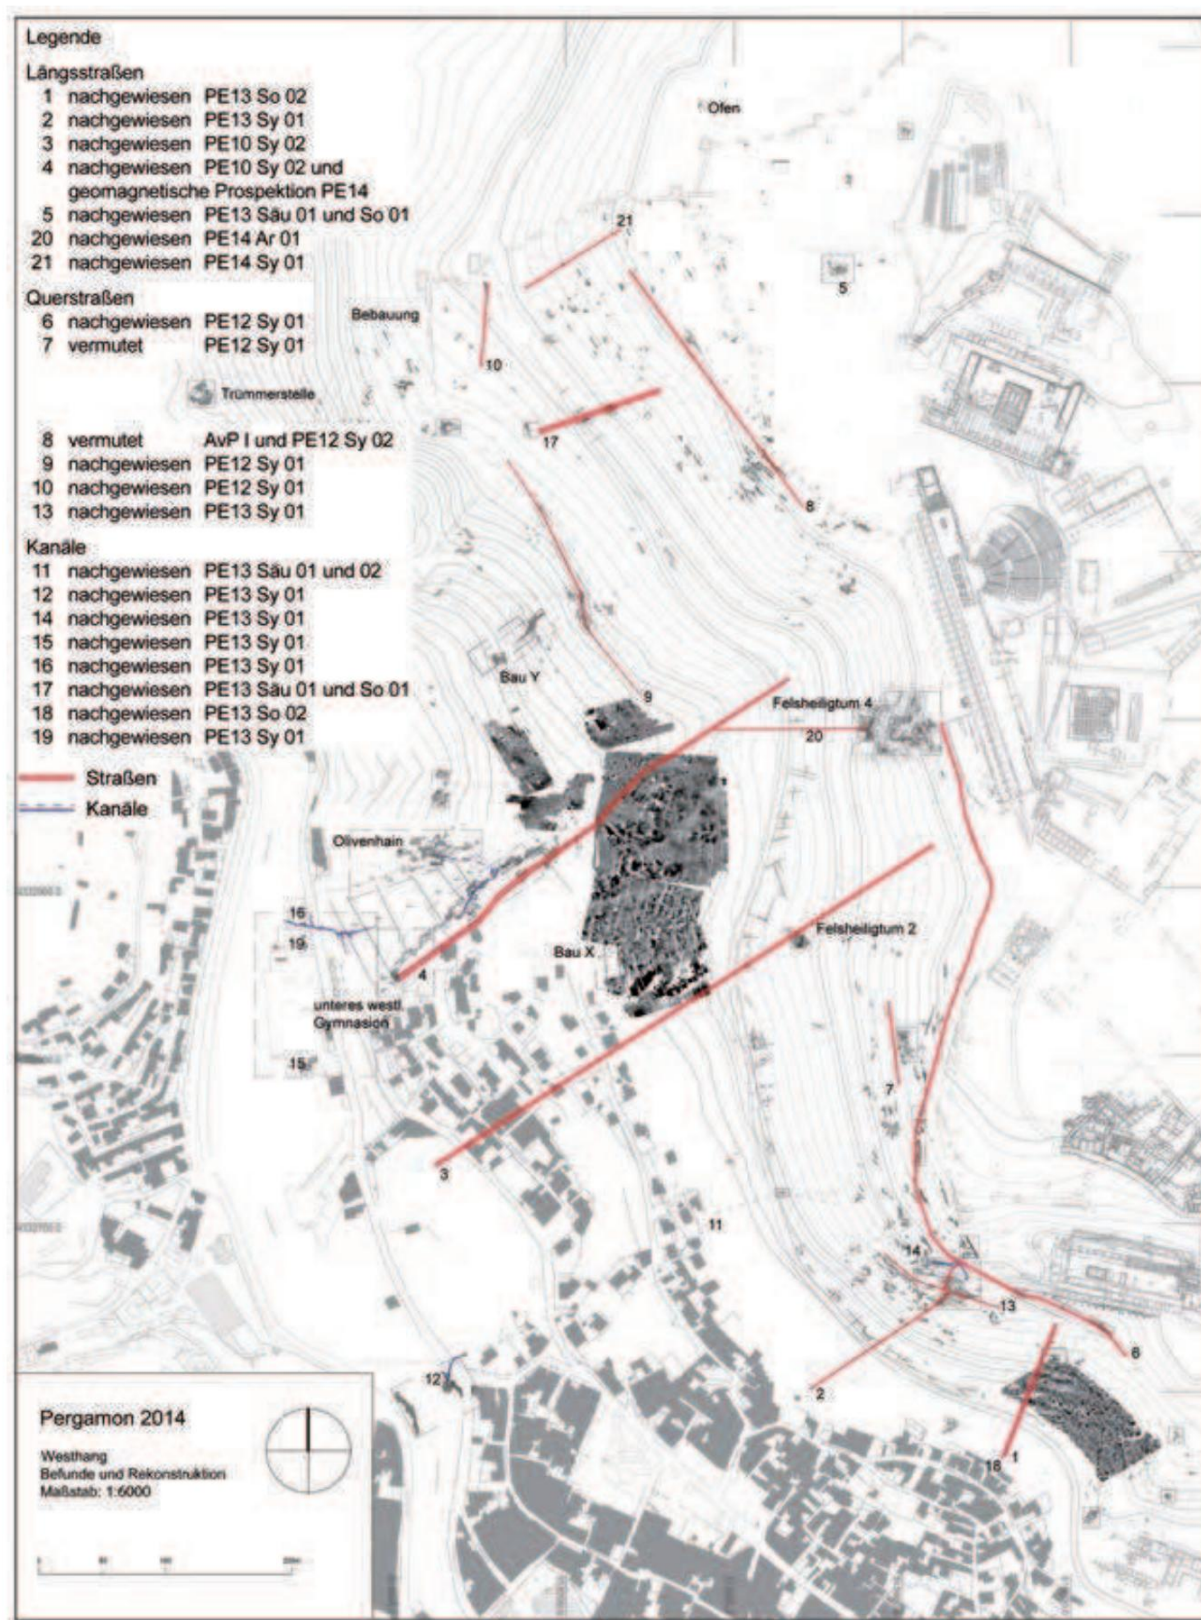 Legende
Längsstraßen
1 nachgewiesen PE13 So 02
2 nachgewiesen PE13 Sy 01
3 nachgewiesen PE10 Sy 02
4 nachgewiesen PE10 Sy 02 und
geomagnetische Prospektion PE14
5 nachgewiesen PE13 Säu 01 und So 01
20 nachgewiesen PE14 Ar 01
21 nachgewiesen PE14 Sy 01
Querstraßen
6 nachgewiesen PE12 Sy 01
7 vermutet PE12 Sy 01
8 vermutet AvP I und PE12 Sy 02
9 nachgewiesen PE12 Sy 01
10 nachgewiesen PE12 Sy 01
13 nachgewiesen PE13 Sy 01
Kanäle
11 nachgewiesen PE13 Säu 01 und 02
12 nachgewiesen PE13 Sy 01
14 nachgewiesen PE13 Sy 01
15 nachgewiesen PE13 Sy 01
16 nachgewiesen PE13 Sy 01
17 nachgewiesen PE13 Säu 01 und So 01
18 nachgewiesen PE13 So 02
19 nachgewiesen PE13 Sy 01
Straßen
Kanäle
Ofen
21
5
Bebauung
10
Trümmerstelle
17
8
Bau Y
9
Felsheiligtum 4
20
Olivenhain
16
19
4
Bau X
Felsheiligtum 2
unteres westl.
Gymnasion
15
7
3
11
14
13
6
12
2
18 1
Pergamon 2014
Westhang
Befunde und Rekonstruktion
Maßstab: 1:6000